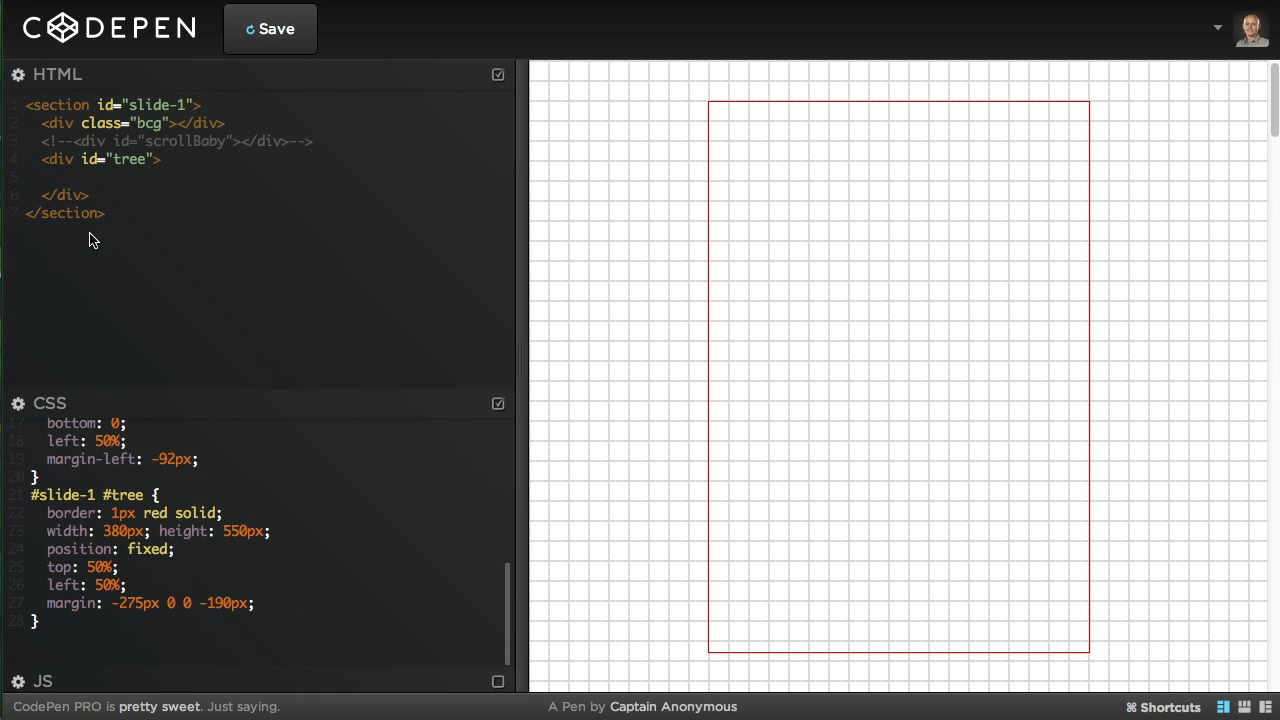 CODEPEN
Save
HTML
1 <section id="slide-1">
2 <div class="bcg"></div>
3 <!--<div id="scrollBaby"></div>-->
4 <div id="tree">
5
6 </div>
7 </section>
CSS
17 bottom: 0;
18 left: 50%;
19 margin-left: -92px;
20 }
21 #slide-1 #tree {
22 border: 1px red solid;
23 width: 380px; height: 550px;
24 position: fixed;
25 top: 50%;
26 left: 50%;
27 margin: -275px 0 0 -190px;
28 }
JS
CodePen PRO is pretty sweet. Just saying.
A Pen by Captain Anonymous
⌘ Shortcuts